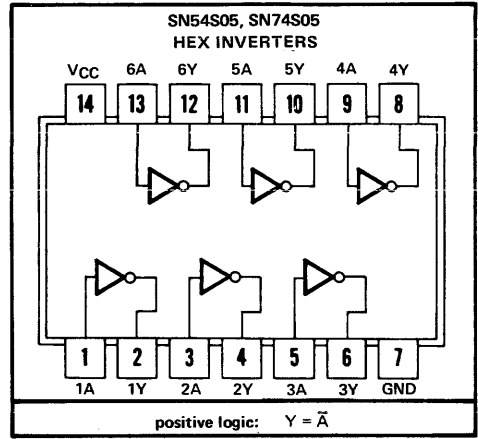 SN54S05, SN74S05
HEX INVERTERS
VCC 6A 6Y 5A 5Y 4A 4Y
14 13 12 11 10 9 8
1 2 3 4 5 6 7
1A 1Y 2A 2Y 3A 3Y GND
positive logic: Y = Ā